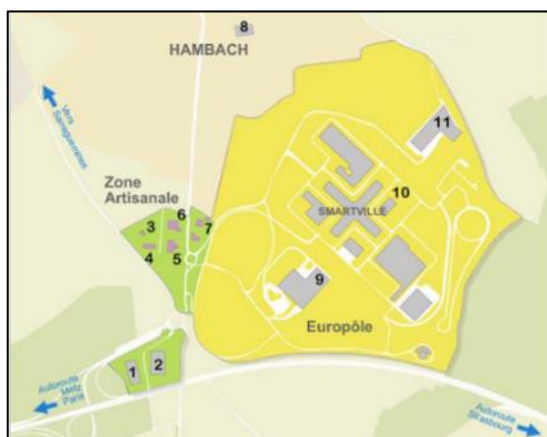 8
HAMBACH
Vers
Sarreguemines
11
Zone
Artisanale
6
10
3
7
SMARTVILLE
4
5
9
Europôle
1
2
Autoroute
Metz
Paris
Autoroute
Strasbourg